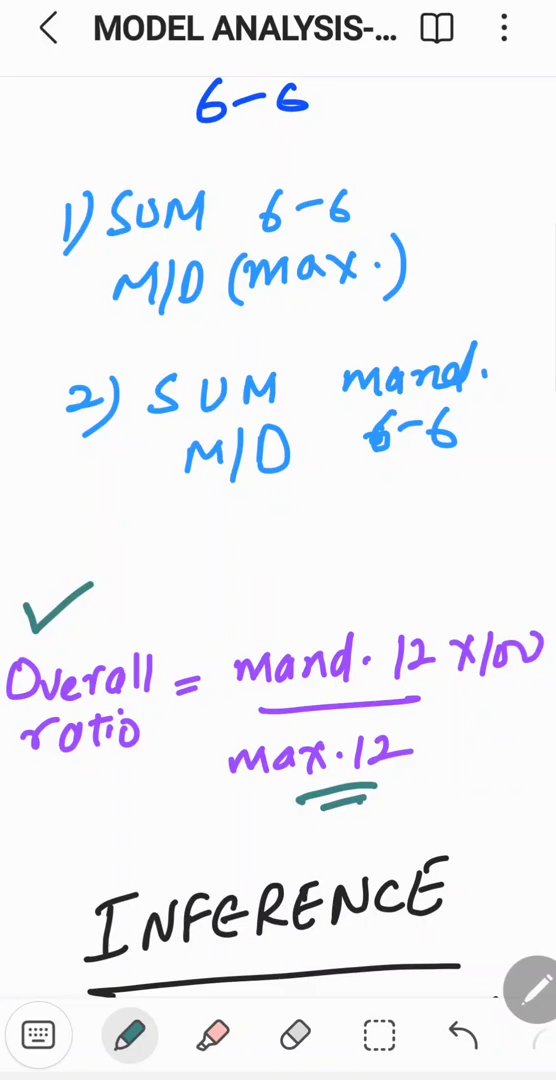 MODEL ANALYSIS-...
6-6
1) SUM 6-6
M/D (max.)
2) SUM mand.
M/D 6-6
Overall ratio = mand. 12 x100
max. 12
INFERENCE